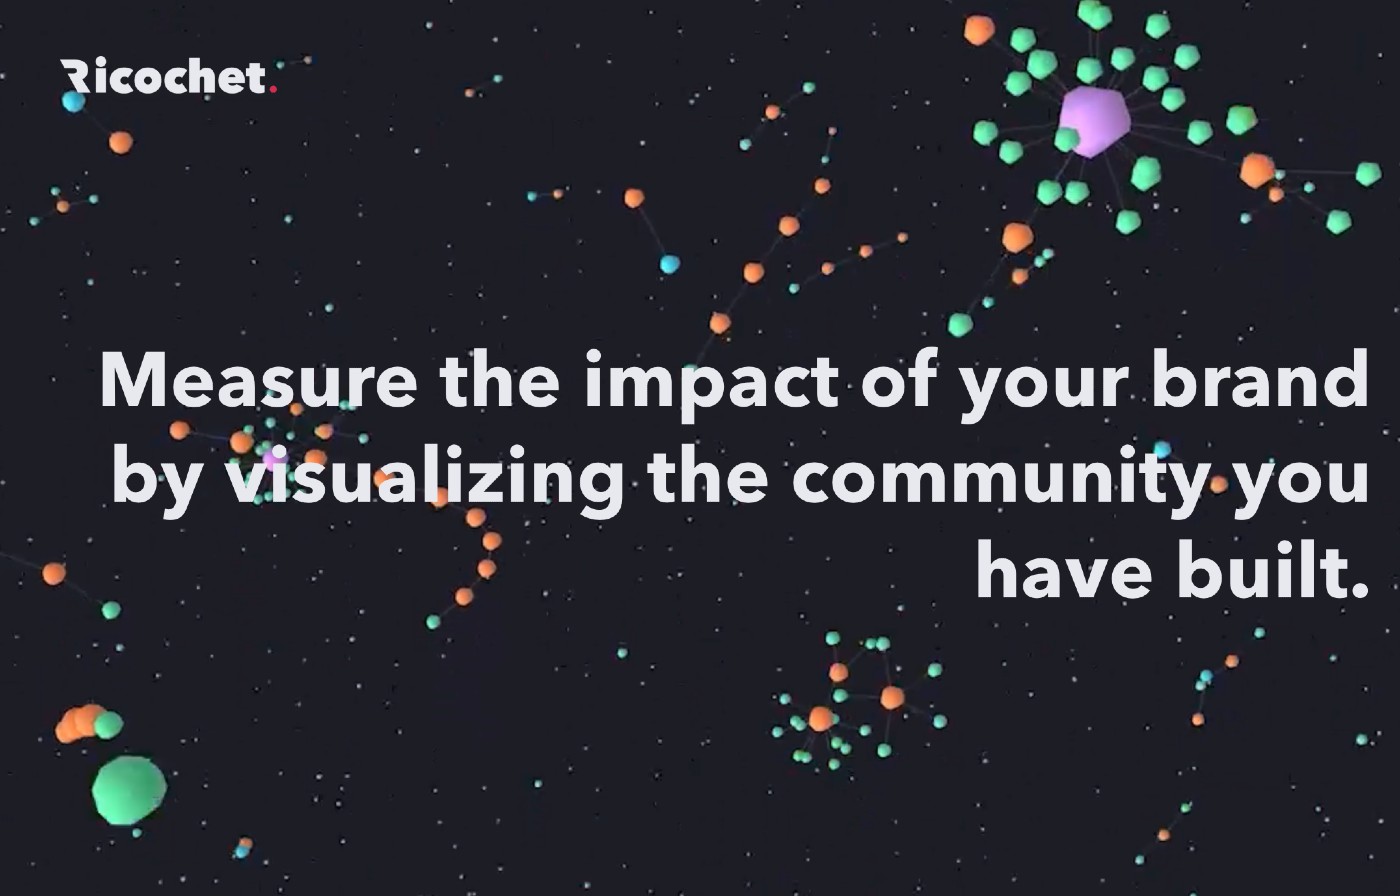 Ricochet.
Measure the impact of your brand
by visualizing the community you
have built.